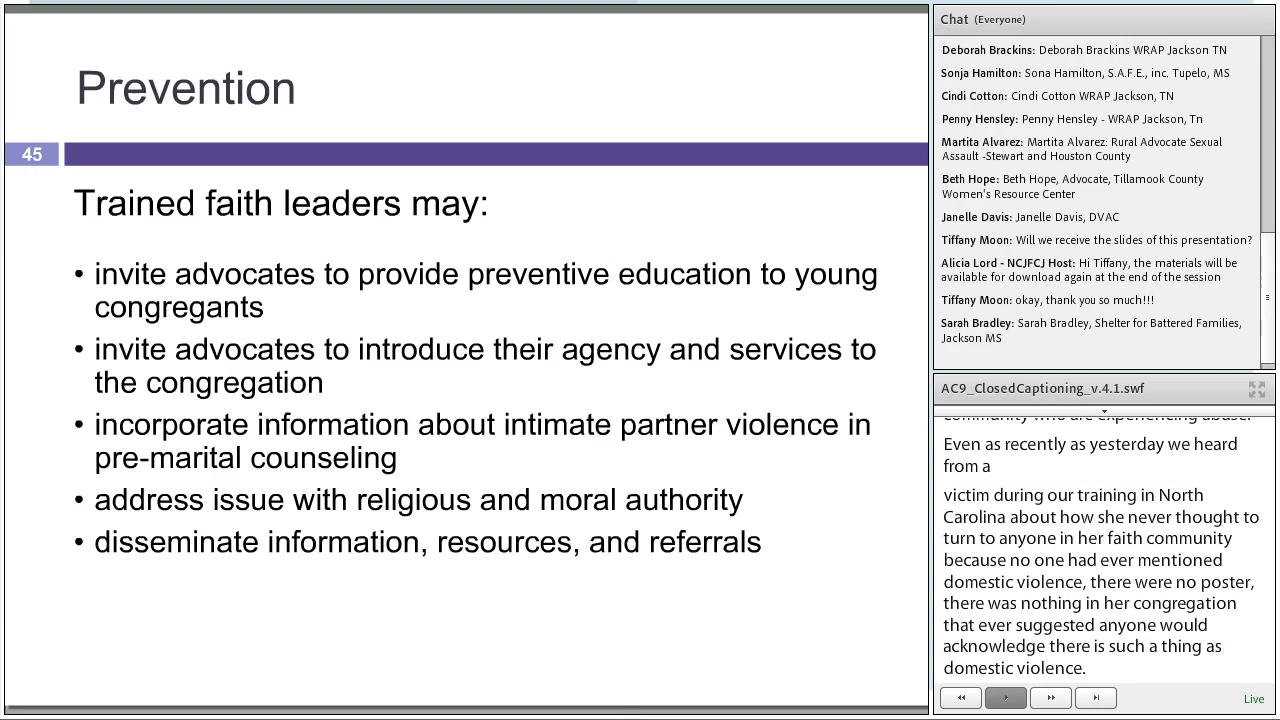 Prevention
45
Trained faith leaders may:
• invite advocates to provide preventive education to young
congregants
• invite advocates to introduce their agency and services to
the congregation
• incorporate information about intimate partner violence in
pre-marital counseling
• address issue with religious and moral authority
• disseminate information, resources, and referrals
Chat (Everyone)
Deborah Brackins: Deborah Brackins WRAP Jackson TN
Sonja Hamilton: Sona Hamilton, S.A.F.E., inc. Tupelo, MS
Cindi Cotton: Cindi Cotton WRAP Jackson, TN
Penny Hensley: Penny Hensley - WRAP Jackson, Tn
Martita Alvarez: Martita Alvarez: Rural Advocate Sexual
Assault -Stewart and Houston County
Beth Hope: Beth Hope, Advocate, Tillamook County
Women's Resource Center
Janelle Davis: Janelle Davis, DVAC
Tiffany Moon: Will we receive the slides of this presentation?
Alicia Lord - NCJFCJ Host: Hi Tiffany, the materials will be
available for download again at the end of the session
Tiffany Moon: okay, thank you so much!!!
Sarah Bradley: Sarah Bradley, Shelter for Battered Families,
Jackson MS
AC9_ClosedCaptioning_v.4.1.swf
community who are experiencing abuse.
Even as recently as yesterday we heard
from a
victim during our training in North
Carolina about how she never thought to
turn to anyone in her faith community
because no one had ever mentioned
domestic violence, there were no poster,
there was nothing in her congregation
that ever suggested anyone would
acknowledge there is such a thing as
domestic violence.
Live